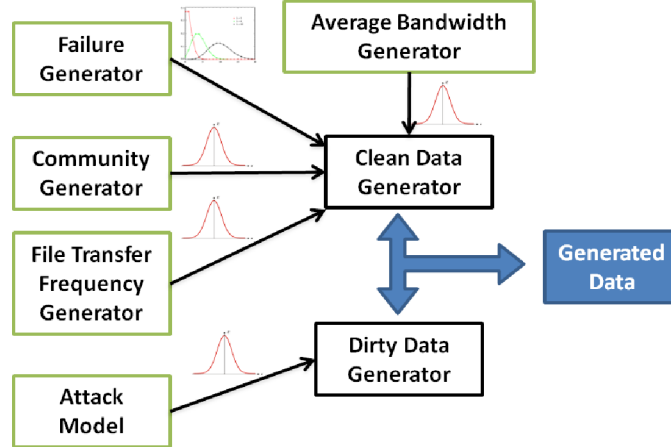 Failure
Generator
Average Bandwidth
Generator
Community
Generator
Clean Data
Generator
File Transfer
Frequency
Generator
Generated
Data
Dirty Data
Generator
Attack
Model